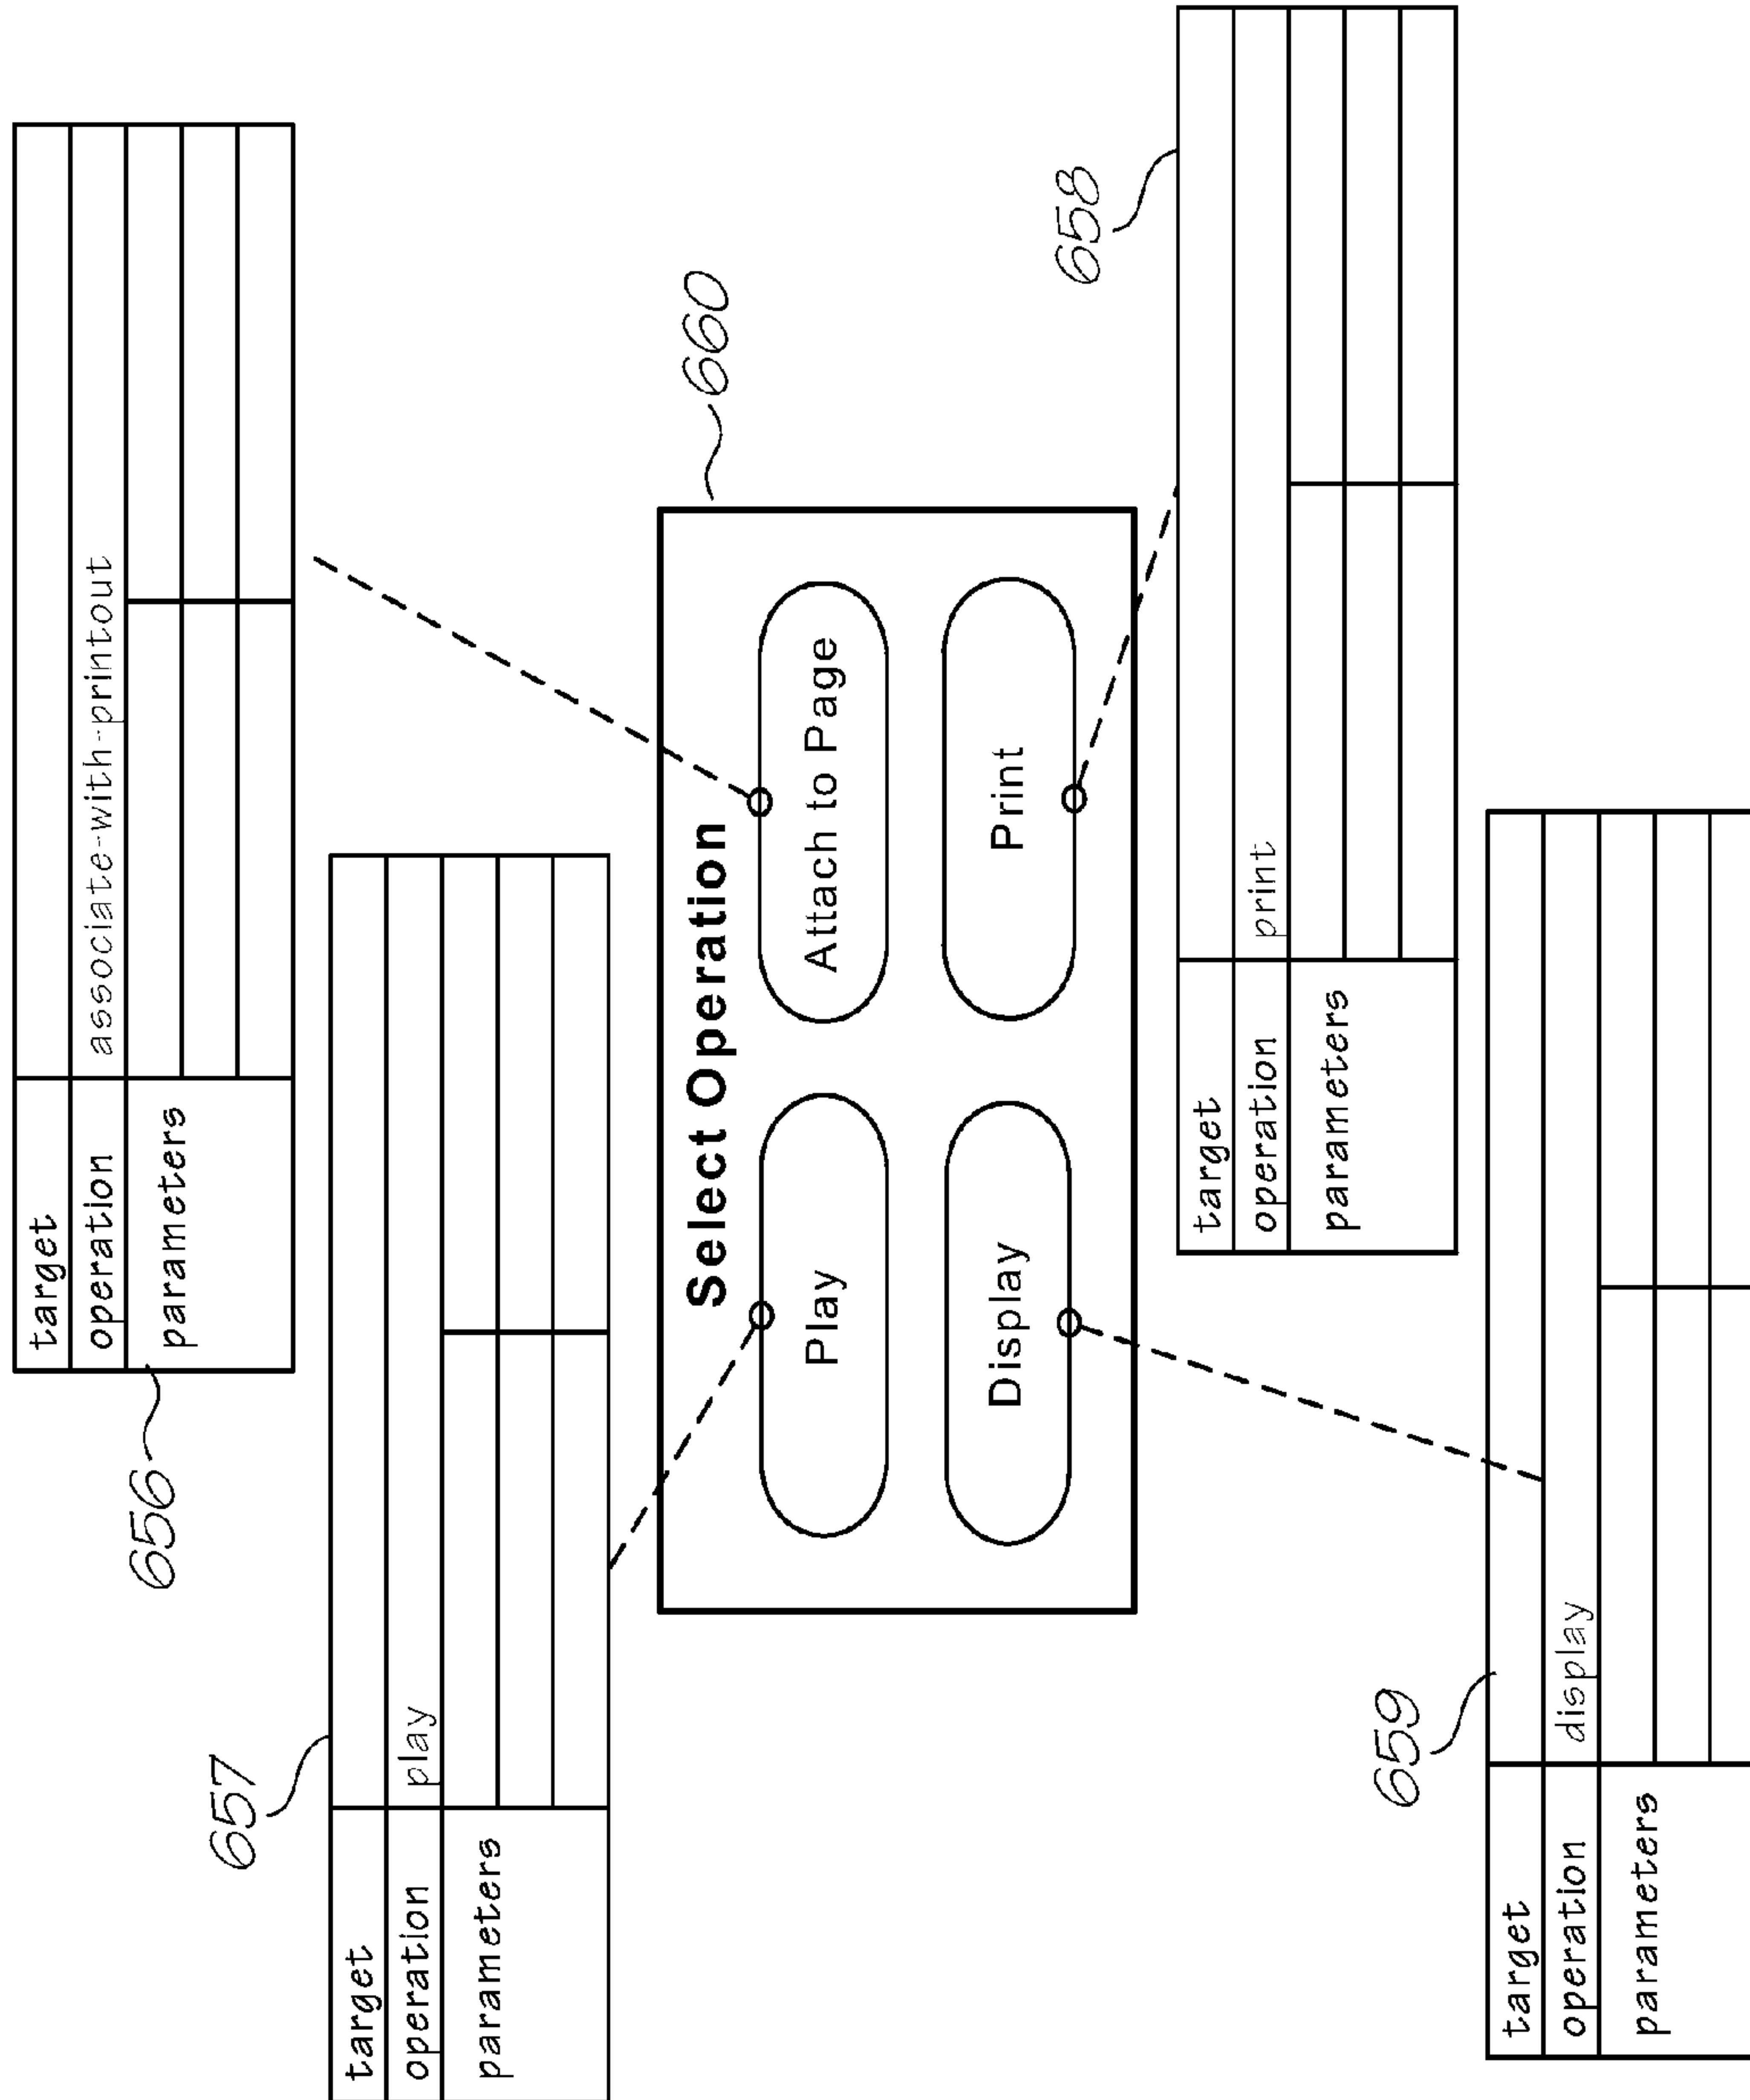 target
operation associate-with-printout
parameters
656
657
target
operation play
parameters
660
Select Operation
Play Attach to Page
Display Print
658
target
operation print
parameters
659
target
operation display
parameters